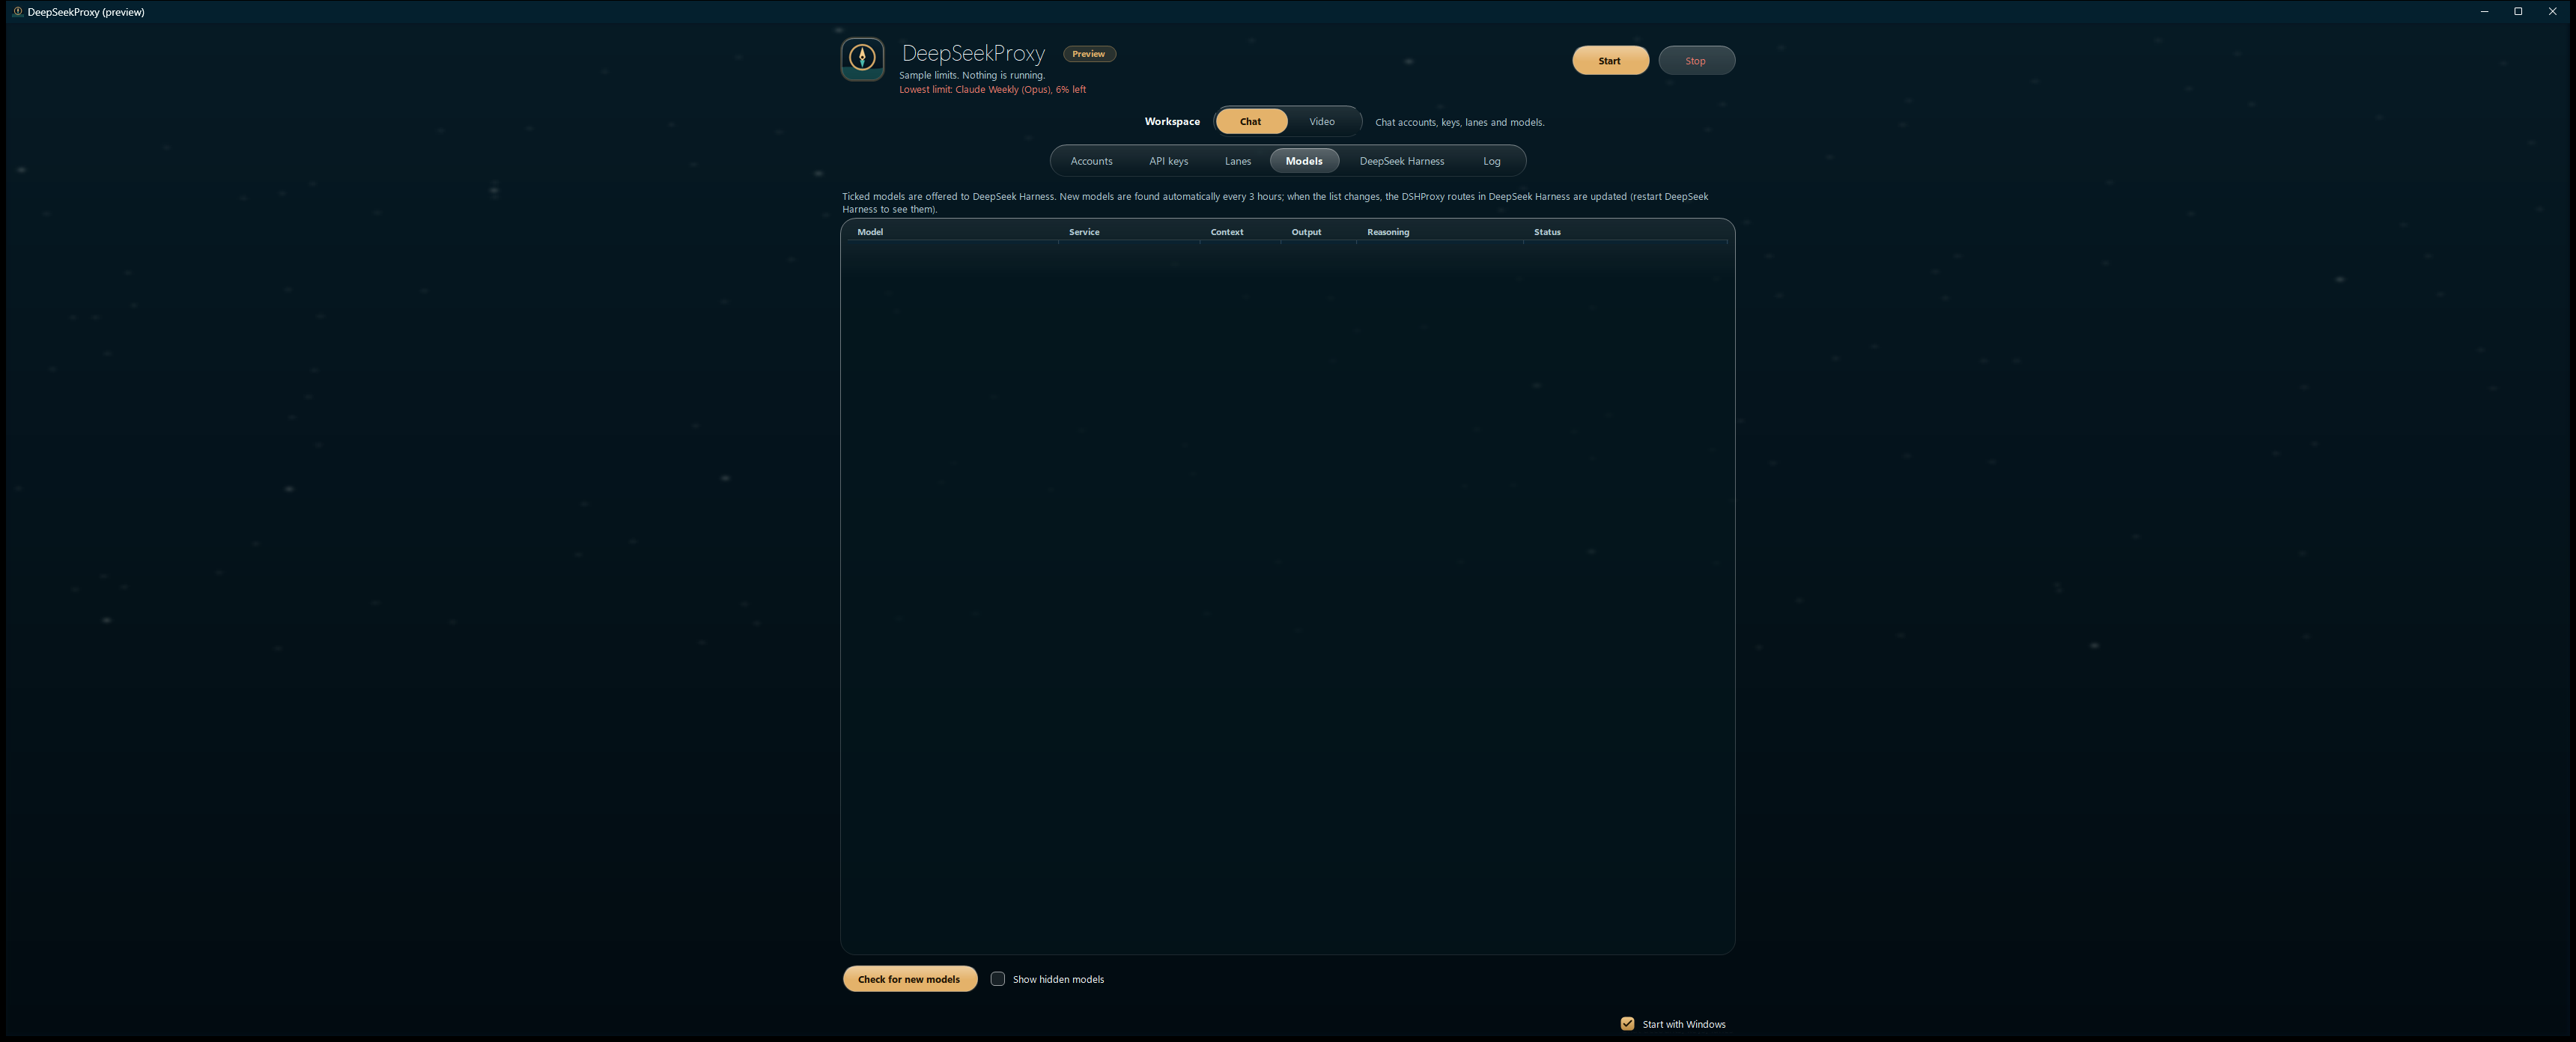 DeepSeekProxy (preview)
DeepSeekProxy
Preview
Sample limits. Nothing is running.
Lowest limit: Claude Weekly (Opus), 6% left
Start
Stop
Workspace
Chat
Video
Chat accounts, keys, lanes and models.
Accounts
API keys
Lanes
Models
DeepSeek Harness
Log
Ticked models are offered to DeepSeek Harness. New models are found automatically every 3 hours; when the list changes, the DSHProxy routes in DeepSeek Harness are updated (restart DeepSeek
Harness to see them).
Model
Service
Context
Output
Reasoning
Status
Check for new models
Show hidden models
Start with Windows